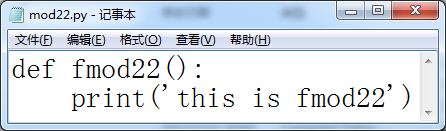 mod22.py - 记事本
文件(F) 编辑(E) 格式(O) 查看(V) 帮助(H)
def fmod22():
    print('this is fmod22')